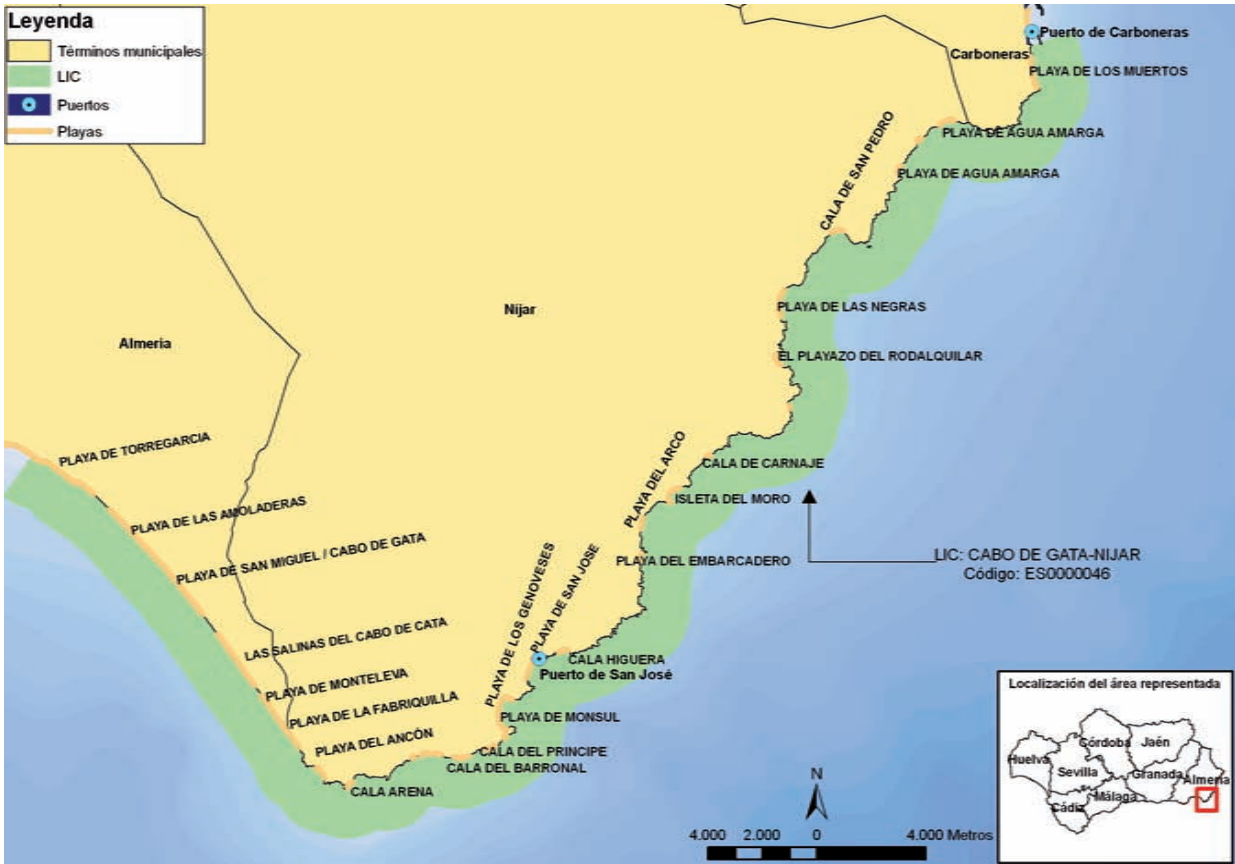 Leyenda
Términos municipales
LIC
Puertos
Playas
Puerto de Carboneras
Carboneras
PLAYA DE LOS MUERTOS
PLAYA DE AGUA AMARGA
PLAYA DE AGUA AMARGA
CALA DE SAN PEDRO
PLAYA DE LAS NEGRAS
Níjar
Almeria
EL PLAYAZO DEL RODALQUILAR
PLAYA DE TORREGARCIA
CALA DE CARNAJE
PLAYA DEL ARCO
ISLETA DEL MORO
PLAYA DE LAS AMOLADERAS
PLAYA DE SAN MIGUEL / CABO DE GATA
PLAYA DEL EMBARCADERO
LIC: CABO DE GATA-NIJAR
Código: ES0000046
PLAYA DE LOS GENOVESES
PLAYA DE SAN JOSE
LAS SALINAS DEL CABO DE CATA
CALA HIGUERA
Puerto de San José
PLAYA DE MONTELEVA
PLAYA DE LA FABRIQUILLA
PLAYA DE MONSUL
PLAYA DEL ANCÓN
CALA DEL PRINCIPE
CALA DEL BARRONAL
CALA ARENA
N
4.000 2.000 0 4.000 Metros
Localización del área representada
Córdoba
Jaén
Huelva
Sevilla
Granada
Almería
Málaga
Cádiz